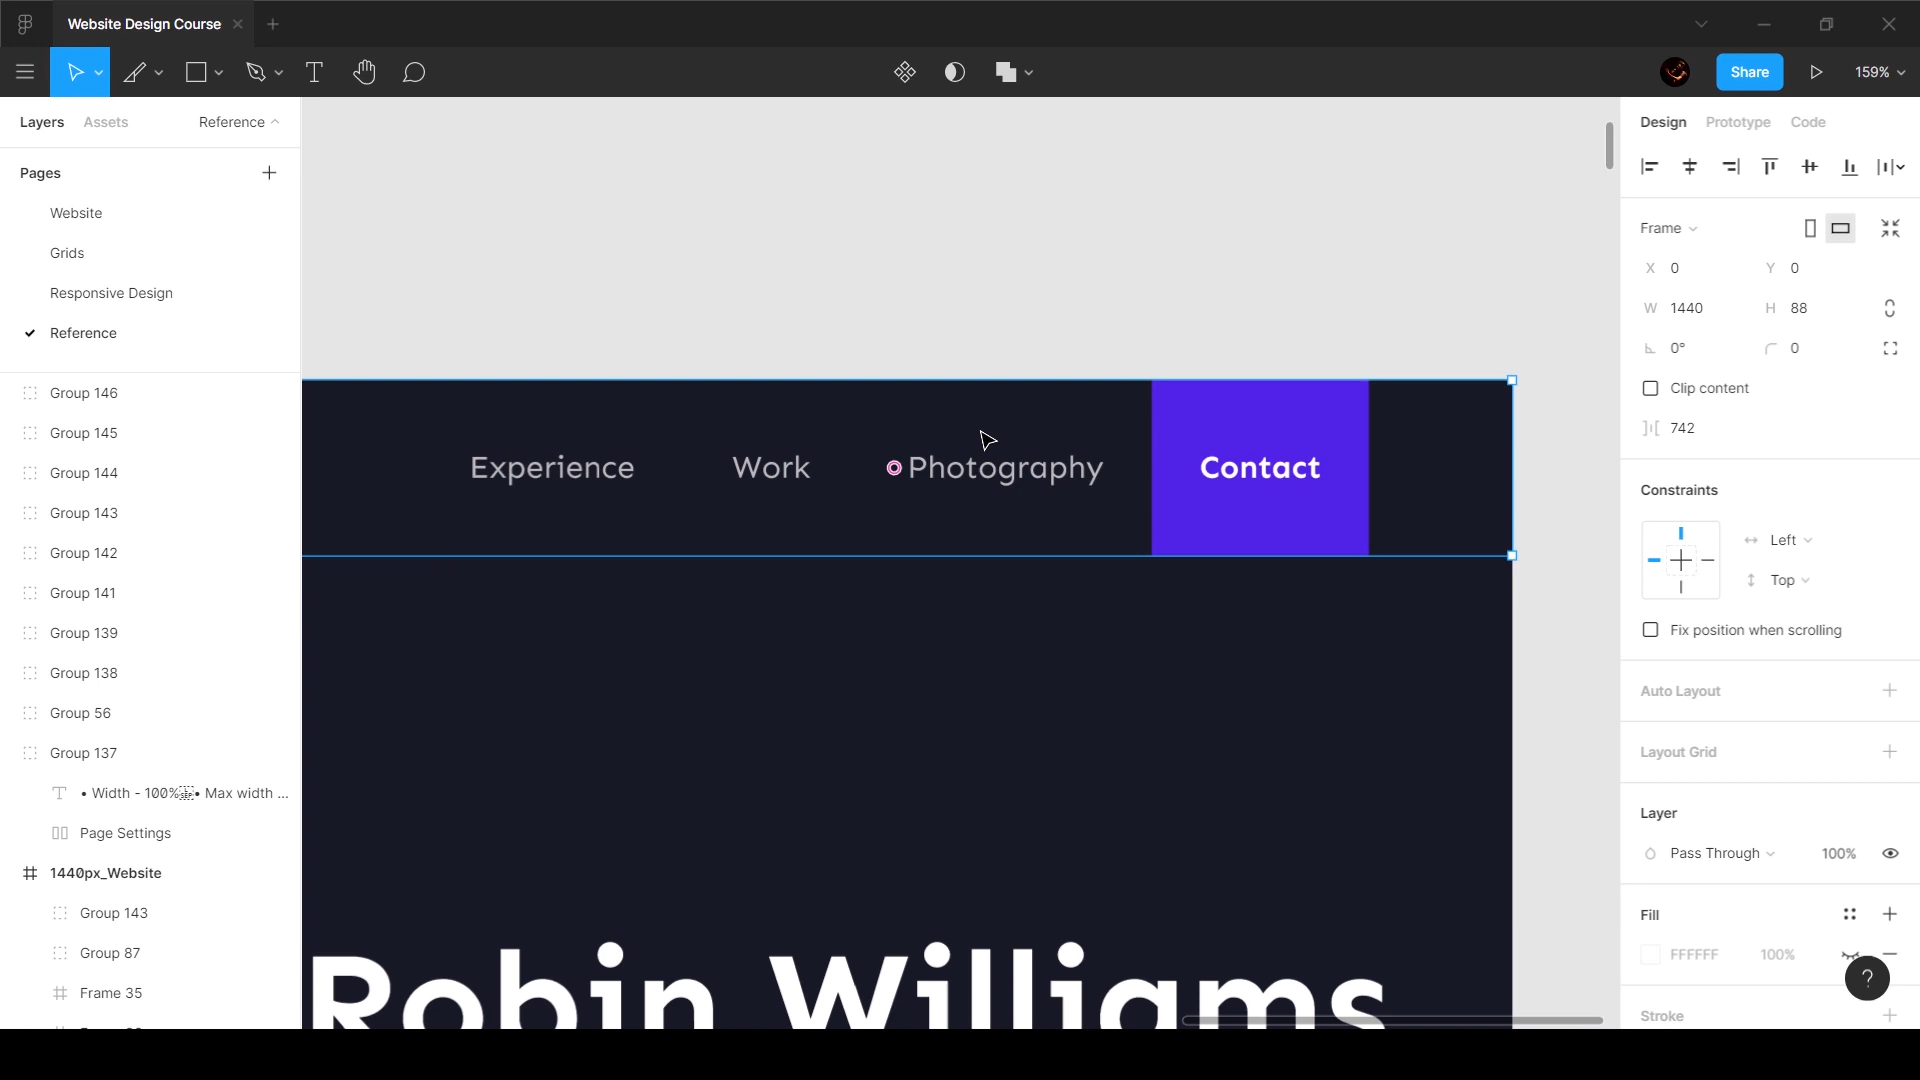 Website Design Course
Share
159%
Layers Assets Reference
Pages
Website
Grids
Responsive Design
Reference
Group 146
Group 145
Group 144
Group 143
Group 142
Group 141
Group 139
Group 138
Group 56
Group 137
• Width - 100% • Max width ...
Page Settings
1440px_Website
Group 143
Group 87
Frame 35
Experience Work Photography Contact
Robin Williams
Design Prototype Code
Frame
X 0 Y 0
W 1440 H 88
0° 0
Clip content
742
Constraints
Left
Top
Fix position when scrolling
Auto Layout
Layout Grid
Layer
Pass Through 100%
Fill
FFFFFF 100%
?
Stroke